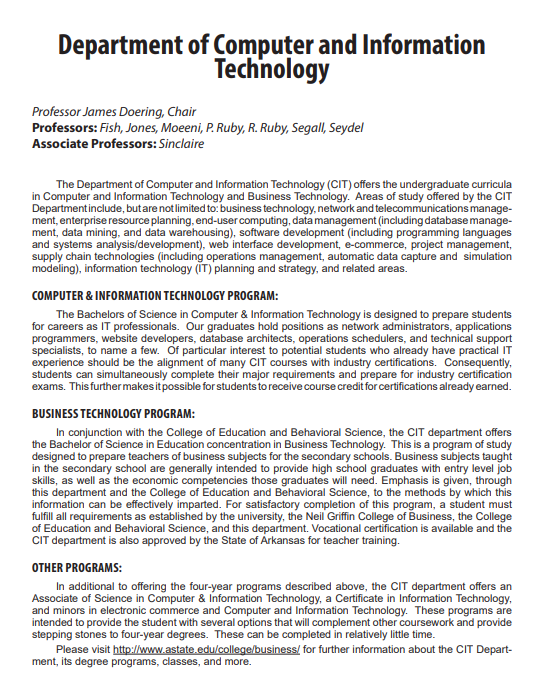 Department of Computer and Information
Technology
Professor James Doering, Chair
Professors: Fish, Jones, Moeeni, P. Ruby, R. Ruby, Segall, Seydel
Associate Professors: Sinclaire
The Department of Computer and Information Technology (CIT) offers the undergraduate curricula
in Computer and Information Technology and Business Technology. Areas of study offered by the CIT
Department include, but are not limited to: business technology, network and telecommunications manage-
ment, enterprise resource planning, end-user computing, data management (including database manage-
ment, data mining, and data warehousing), software development (including programming languages
and systems analysis/development), web interface development, e-commerce, project management,
supply chain technologies (including operations management, automatic data capture and simulation
modeling), information technology (IT) planning and strategy, and related areas.
COMPUTER & INFORMATION TECHNOLOGY PROGRAM:
The Bachelors of Science in Computer & Information Technology is designed to prepare students
for careers as IT professionals. Our graduates hold positions as network administrators, applications
programmers, website developers, database architects, operations schedulers, and technical support
specialists, to name a few. Of particular interest to potential students who already have practical IT
experience should be the alignment of many CIT courses with industry certifications. Consequently,
students can simultaneously complete their major requirements and prepare for industry certification
exams. This further makes it possible for students to receive course credit for certifications already earned.
BUSINESS TECHNOLOGY PROGRAM:
In conjunction with the College of Education and Behavioral Science, the CIT department offers
the Bachelor of Science in Education concentration in Business Technology. This is a program of study
designed to prepare teachers of business subjects for the secondary schools. Business subjects taught
in the secondary school are generally intended to provide high school graduates with entry level job
skills, as well as the economic competencies those graduates will need. Emphasis is given, through
this department and the College of Education and Behavioral Science, to the methods by which this
information can be effectively imparted. For satisfactory completion of this program, a student must
fulfill all requirements as established by the university, the Neil Griffin College of Business, the College
of Education and Behavioral Science, and this department. Vocational certification is available and the
CIT department is also approved by the State of Arkansas for teacher training.
OTHER PROGRAMS:
In additional to offering the four-year programs described above, the CIT department offers an
Associate of Science in Computer & Information Technology, a Certificate in Information Technology,
and minors in electronic commerce and Computer and Information Technology. These programs are
intended to provide the student with several options that will complement other coursework and provide
stepping stones to four-year degrees. These can be completed in relatively little time.
Please visit http://www.astate.edu/college/business/ for further information about the CIT Depart-
ment, its degree programs, classes, and more.